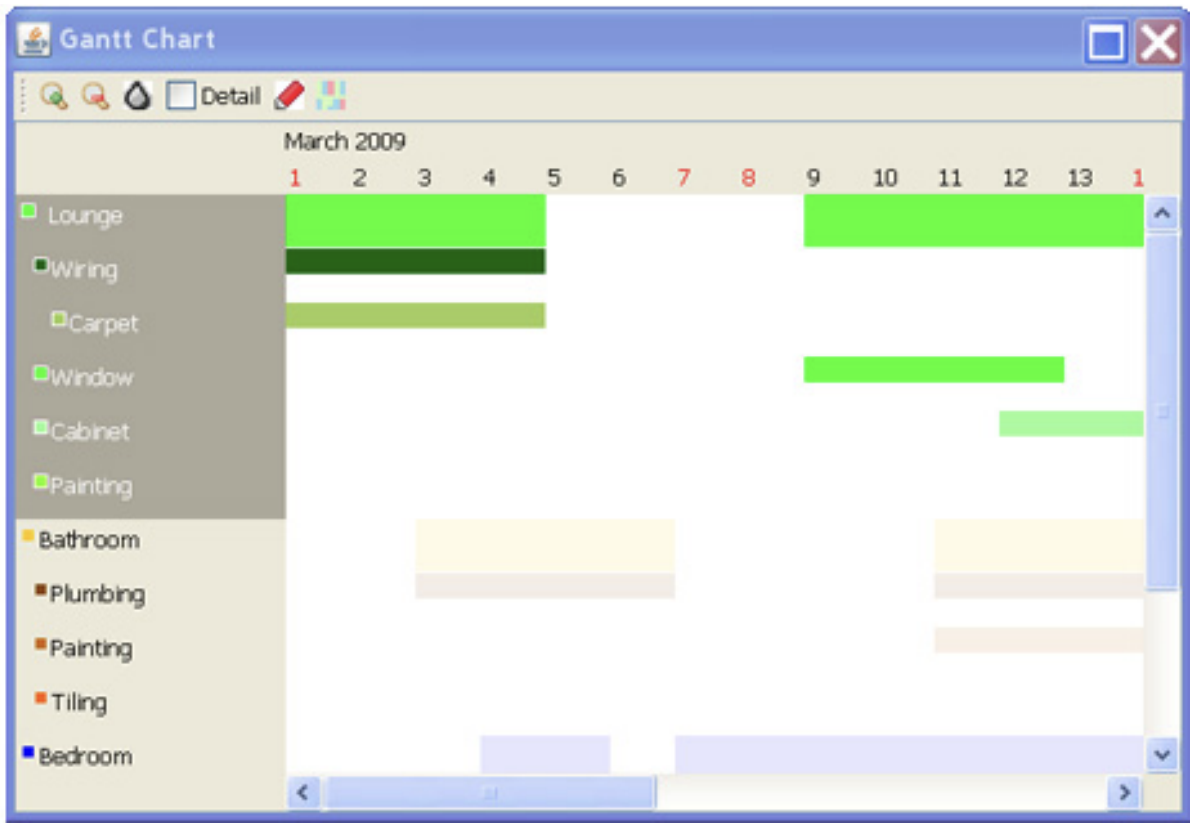 Gantt Chart
Detail
March 2009
1 2 3 4 5 6 7 8 9 10 11 12 13 1
Lounge
Wiring
Carpet
Window
Cabinet
Painting
Bathroom
Plumbing
Painting
Tiling
Bedroom